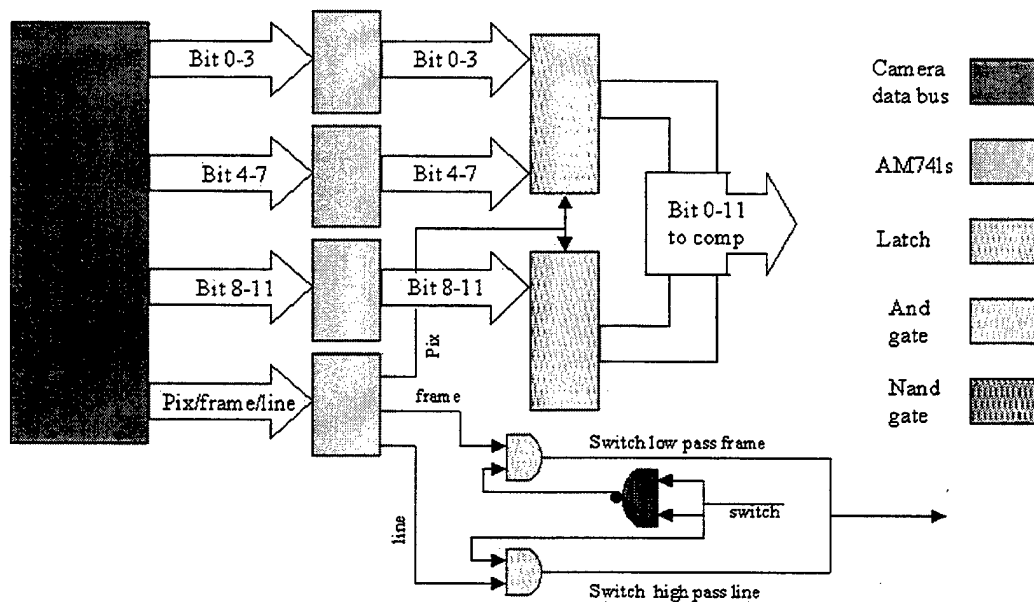 Bit 0-3
Bit 0-3
Bit 4-7
Bit 4-7
Bit 8-11
Bit 8-11
Pix/frame/line
Pix
frame
line
Bit 0-11
to comp
Switch low pass frame
switch
Switch high pass line
Camera
data bus
AM741s
Latch
And
gate
Nand
gate